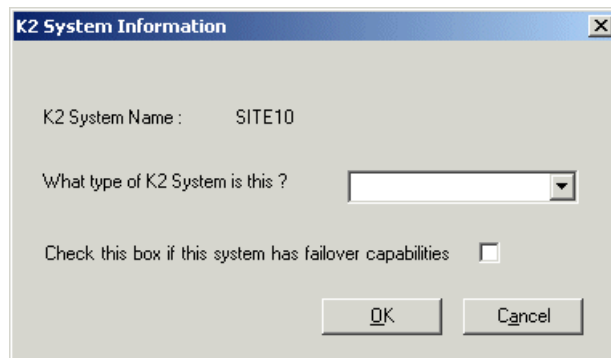 K2 System Information
K2 System Name : SITE10
What type of K2 System is this ?
Check this box if this system has failover capabilities
OK Cancel